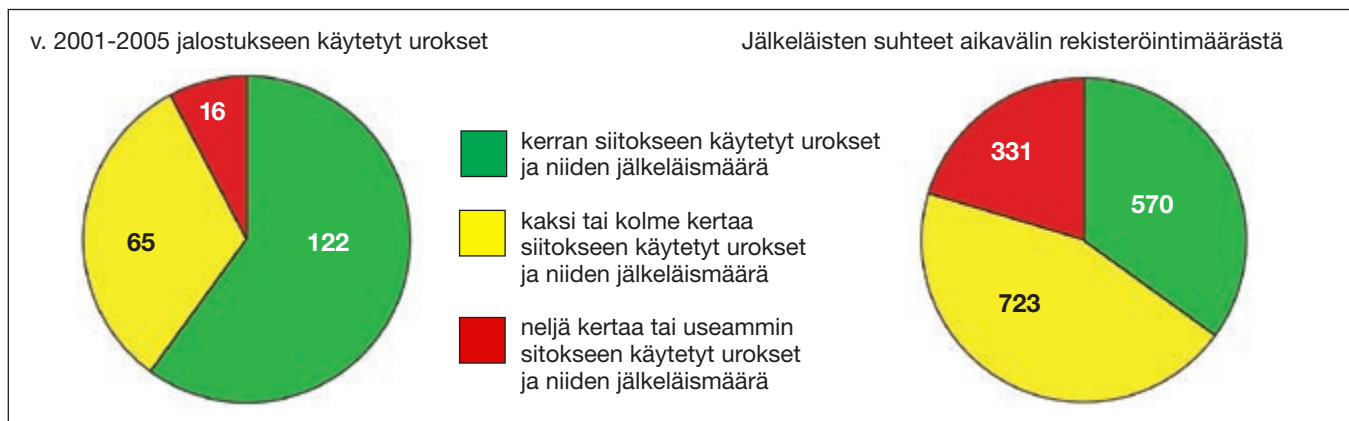 v. 2001-2005 jalostukseen käytetyt urokset
16
65
122
kerran siitokseen käytetyt urokset
ja niiden jälkeläismäärä
kaksi tai kolme kertaa
siitokseen käytetyt urokset
ja niiden jälkeläismäärä
neljä kertaa tai useammin
sitokseen käytetyt urokset
ja niiden jälkeläismäärä
Jälkeläisten suhteet aikavälin rekisteröintimäärästä
331
570
723